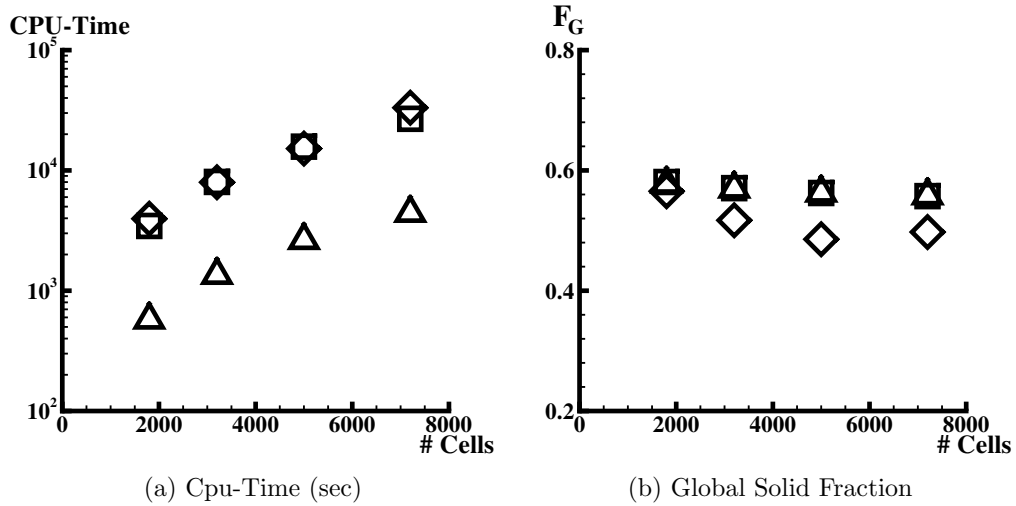 CPU-Time
10^5
10^4
10^3
10^2
0 2000 4000 6000 8000
# Cells
(a) Cpu-Time (sec)
F_G
0.8
0.6
0.4
0.2
0 2000 4000 6000 8000
# Cells
(b) Global Solid Fraction